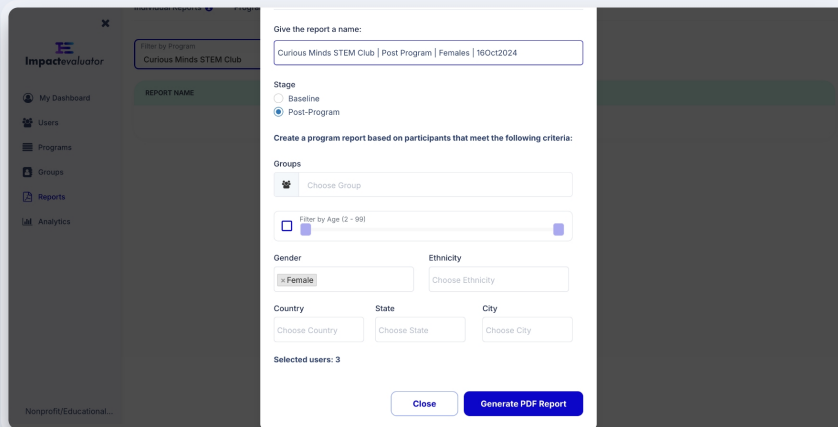 Individual Reports
Progra
Impactevaluator
Filter by Program
Curious Minds STEM Club
My Dashboard
Users
Programs
Groups
Reports
Analytics
Nonprofit/Educational...
REPORT NAME
Give the report a name:
Curious Minds STEM Club | Post Program | Females | 16Oct2024
Stage
Baseline
Post-Program
Create a program report based on participants that meet the following criteria:
Groups
Choose Group
Filter by Age (2 - 99)
Gender
Ethnicity
×Female
Choose Ethnicity
Country
State
City
Choose Country
Choose State
Choose City
Selected users: 3
Close
Generate PDF Report